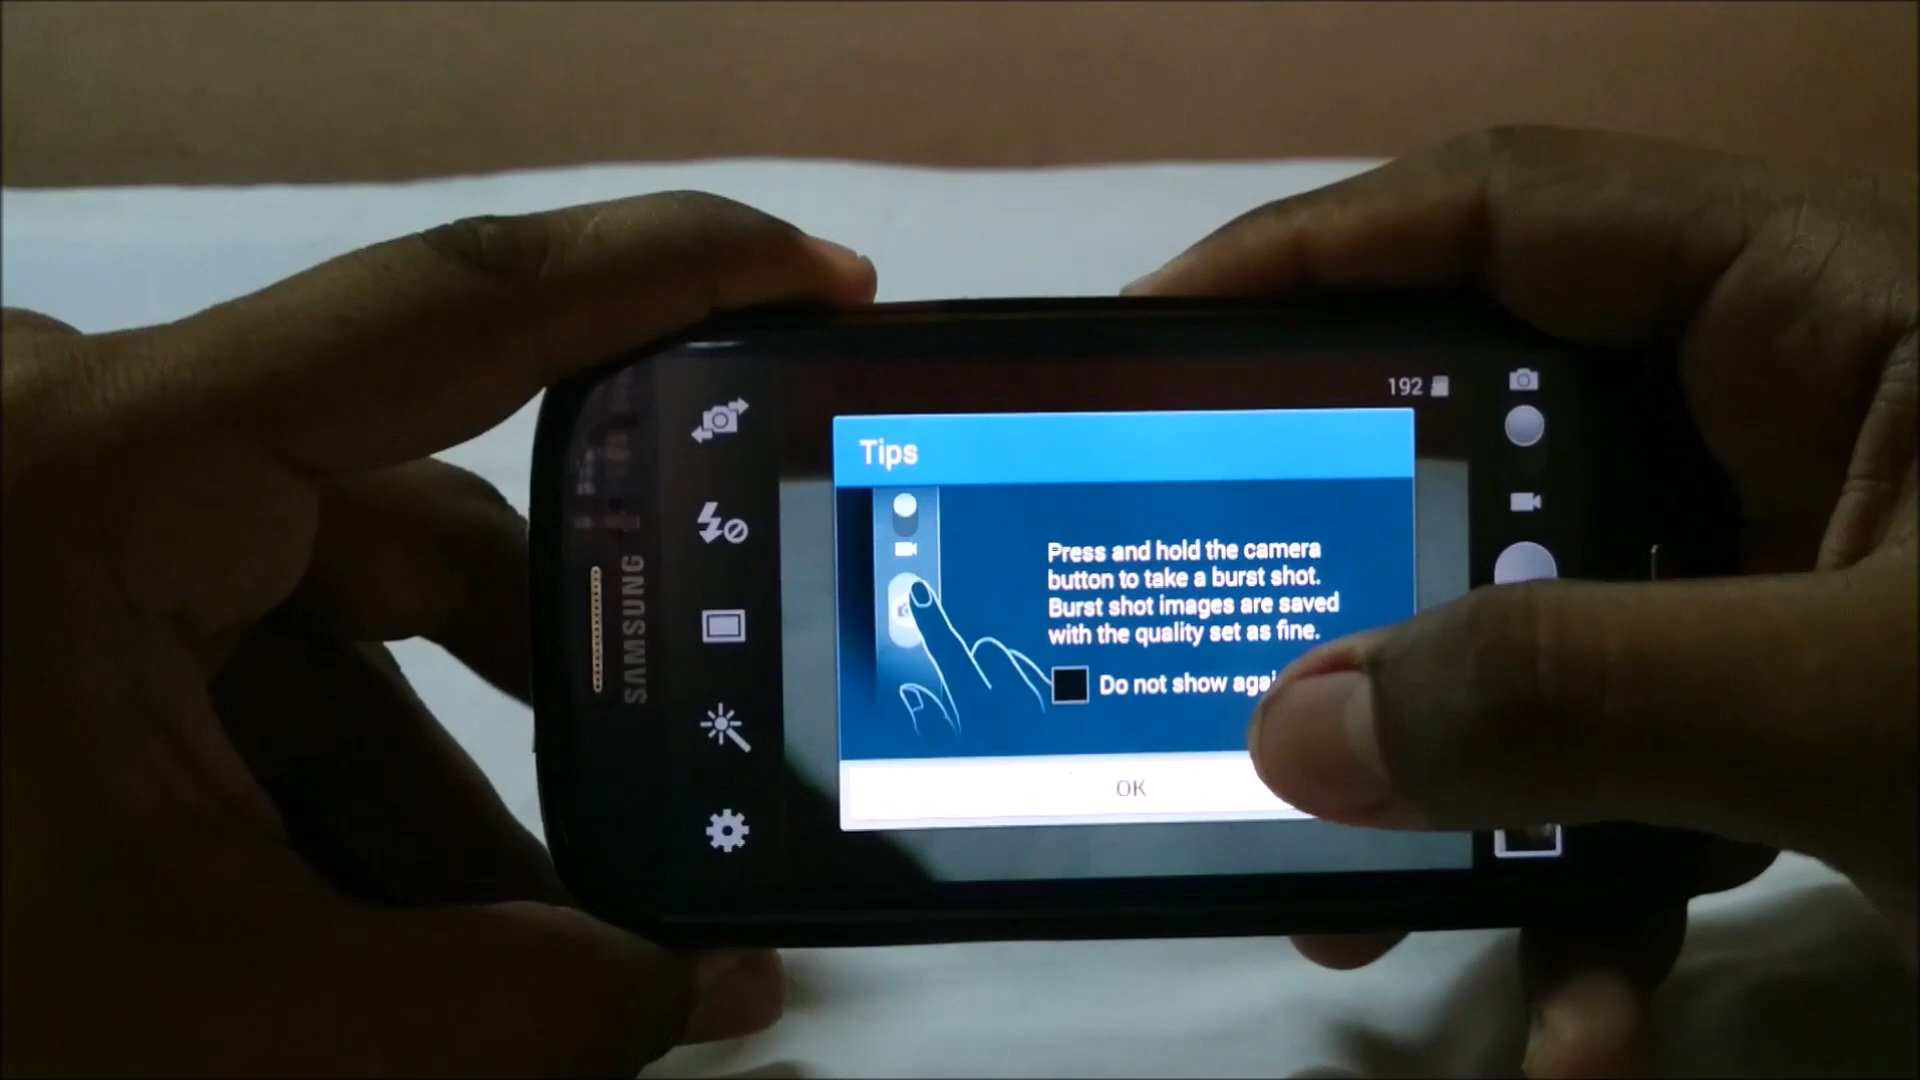 192
Tips
Press and hold the camera
button to take a burst shot.
Burst shot images are saved
with the quality set as fine.
Do not show agai
OK
SAMSUNG